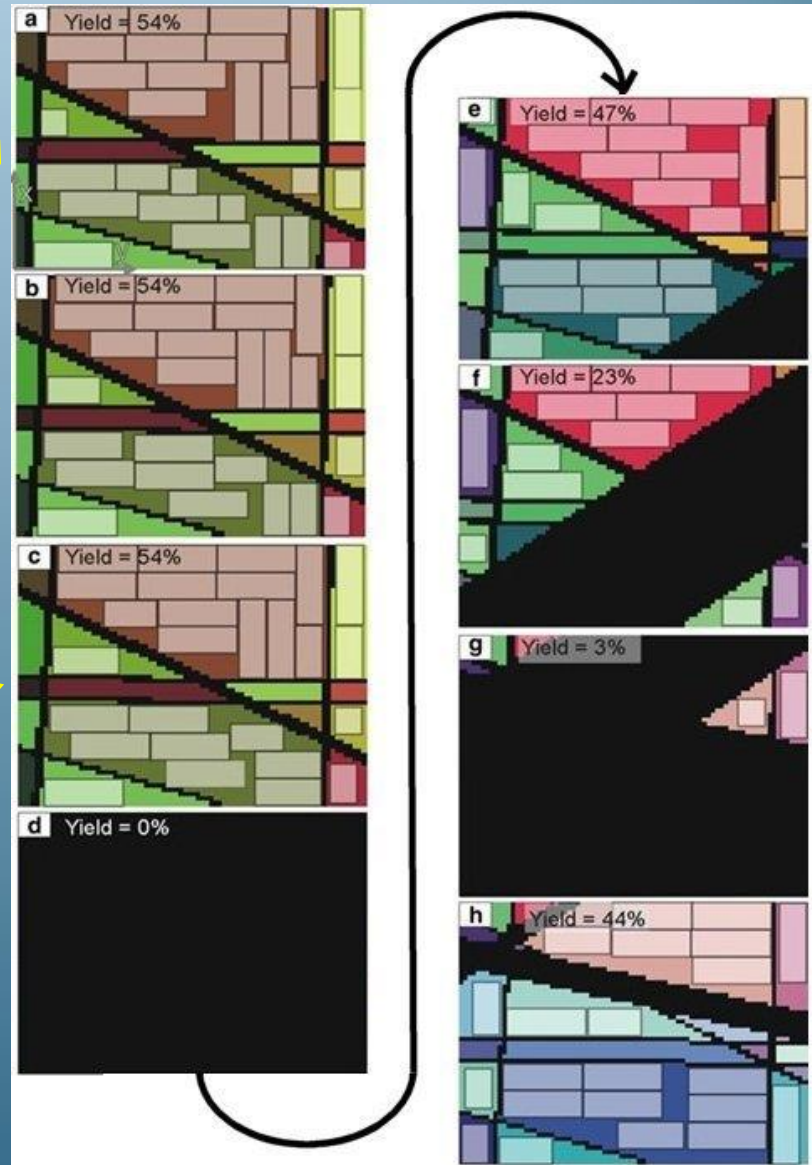 a Yield = 54%
x
y
b Yield = 54%
c Yield = 54%
d Yield = 0%
e Yield = 47%
f Yield = 23%
g Yield = 3%
h Yield = 44%